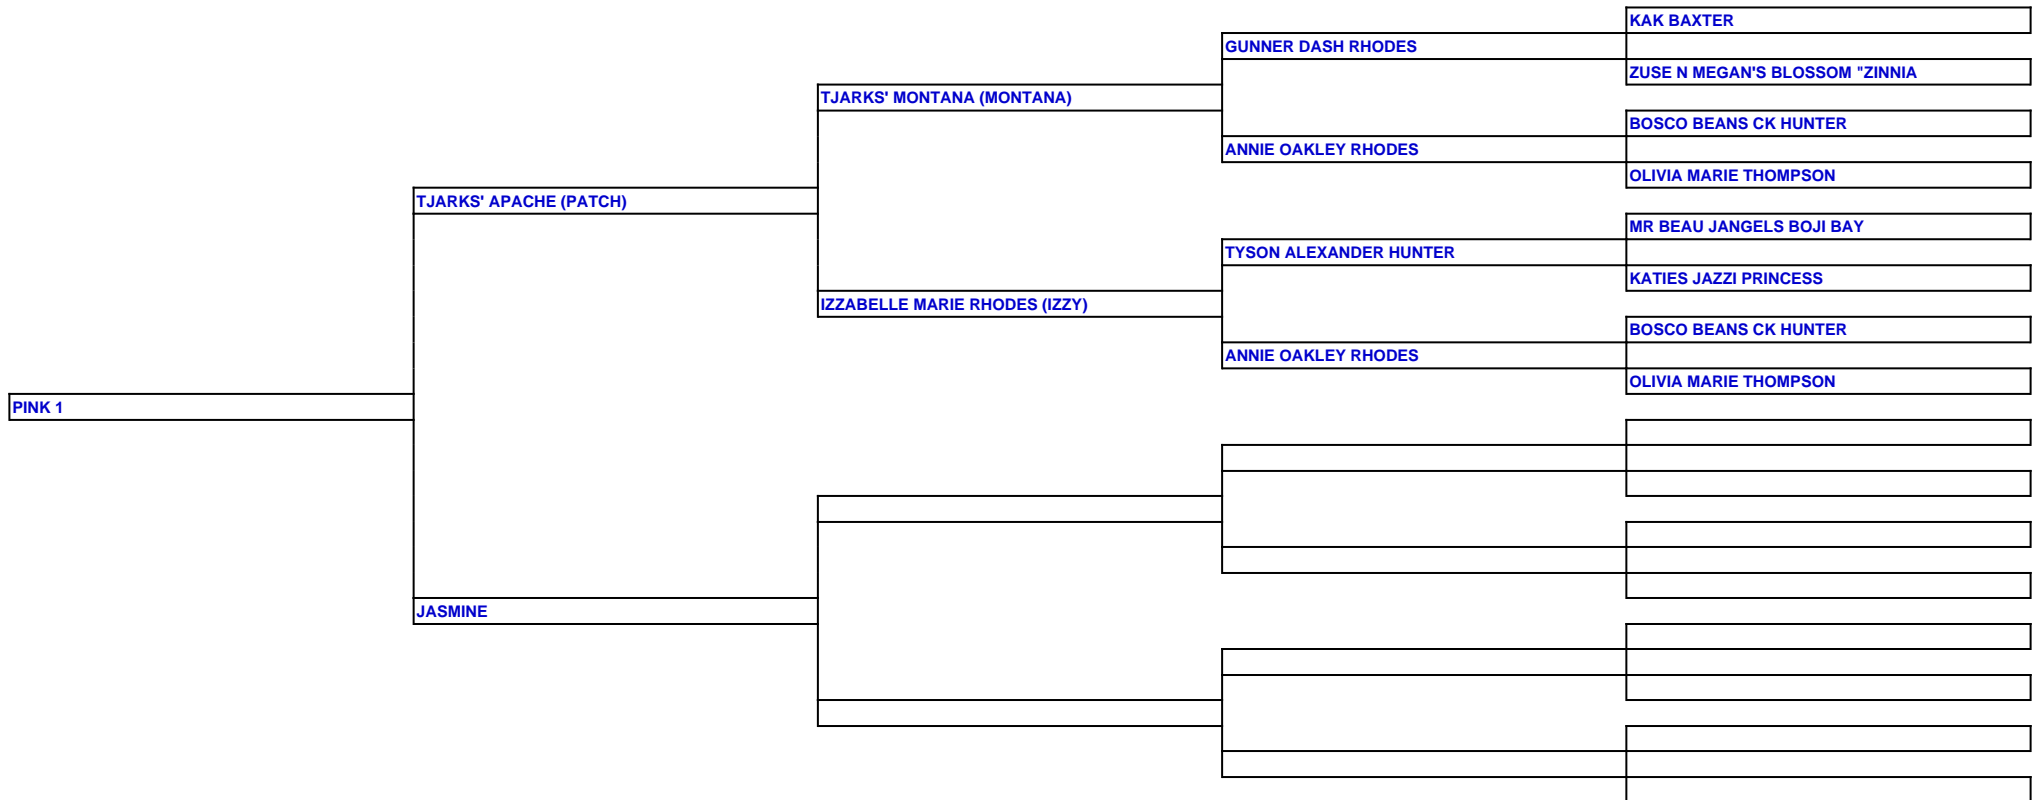 KAK BAXTER
GUNNER DASH RHODES
ZUSE N MEGAN'S BLOSSOM "ZINNIA
TJARKS' MONTANA (MONTANA)
BOSCO BEANS CK HUNTER
ANNIE OAKLEY RHODES
OLIVIA MARIE THOMPSON
TJARKS' APACHE (PATCH)
MR BEAU JANGELS BOJI BAY
TYSON ALEXANDER HUNTER
KATIES JAZZI PRINCESS
IZZABELLE MARIE RHODES (IZZY)
BOSCO BEANS CK HUNTER
ANNIE OAKLEY RHODES
OLIVIA MARIE THOMPSON
PINK 1
JASMINE